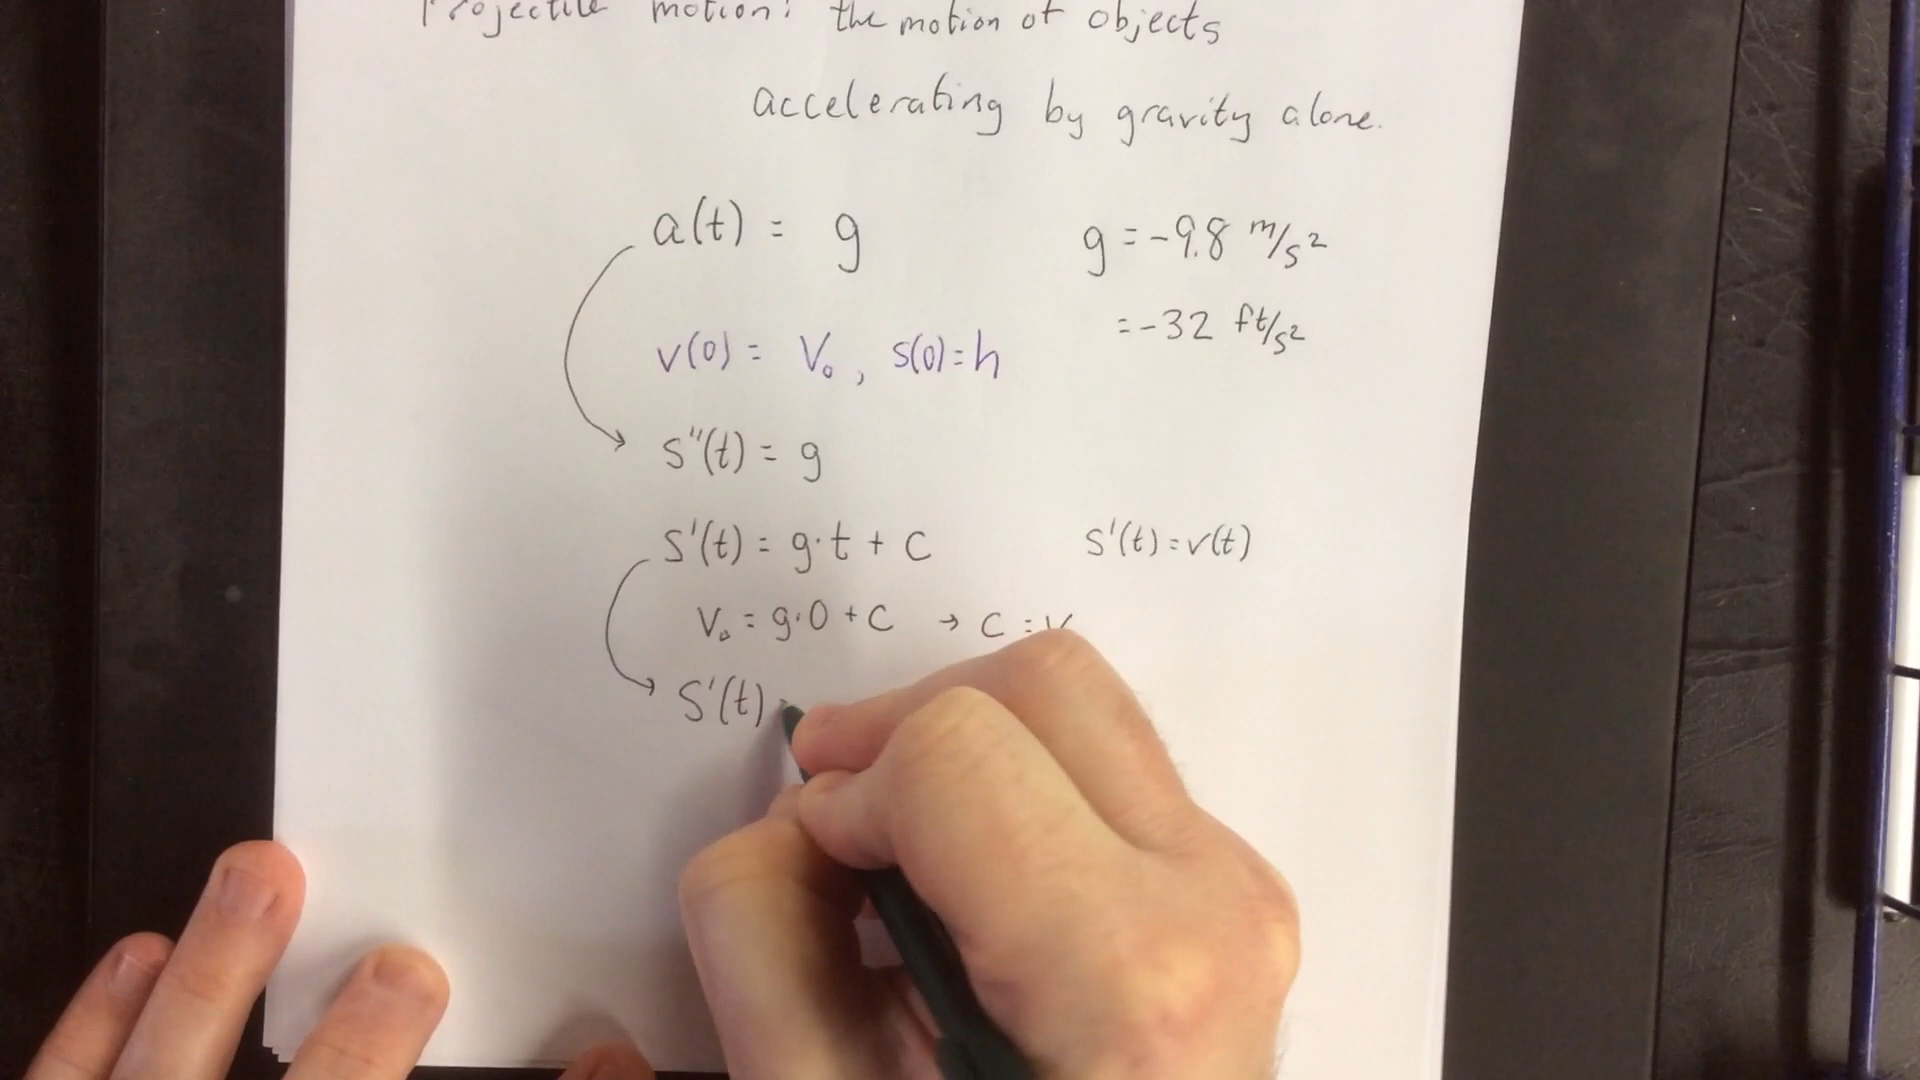 Projectile motion: the motion of objects
accelerating by gravity alone.
a(t) = g
g = -9.8 m/s²
= -32 ft/s²
v(0) = V₀, s(0) = h
s''(t) = g
s'(t) = g·t + C
s'(t) = v(t)
V₀ = g·0 + C → C = V
s'(t) =